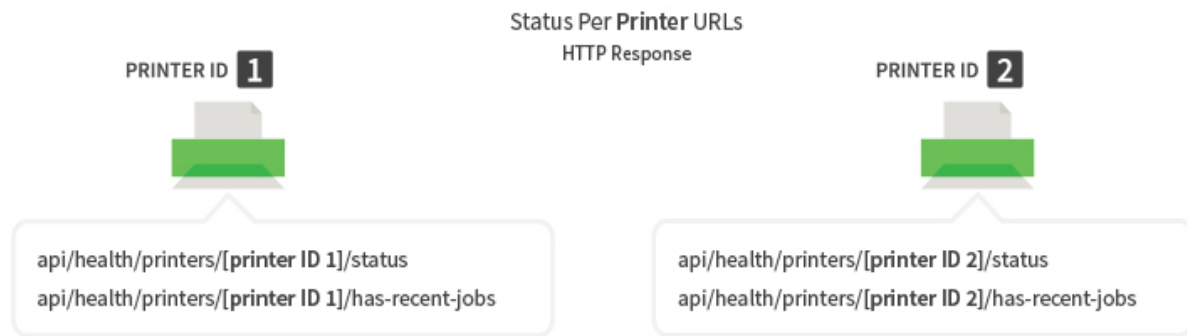 Status Per Printer URLs
HTTP Response
PRINTER ID 1
api/health/printers/[printer ID 1]/status
api/health/printers/[printer ID 1]/has-recent-jobs
PRINTER ID 2
api/health/printers/[printer ID 2]/status
api/health/printers/[printer ID 2]/has-recent-jobs